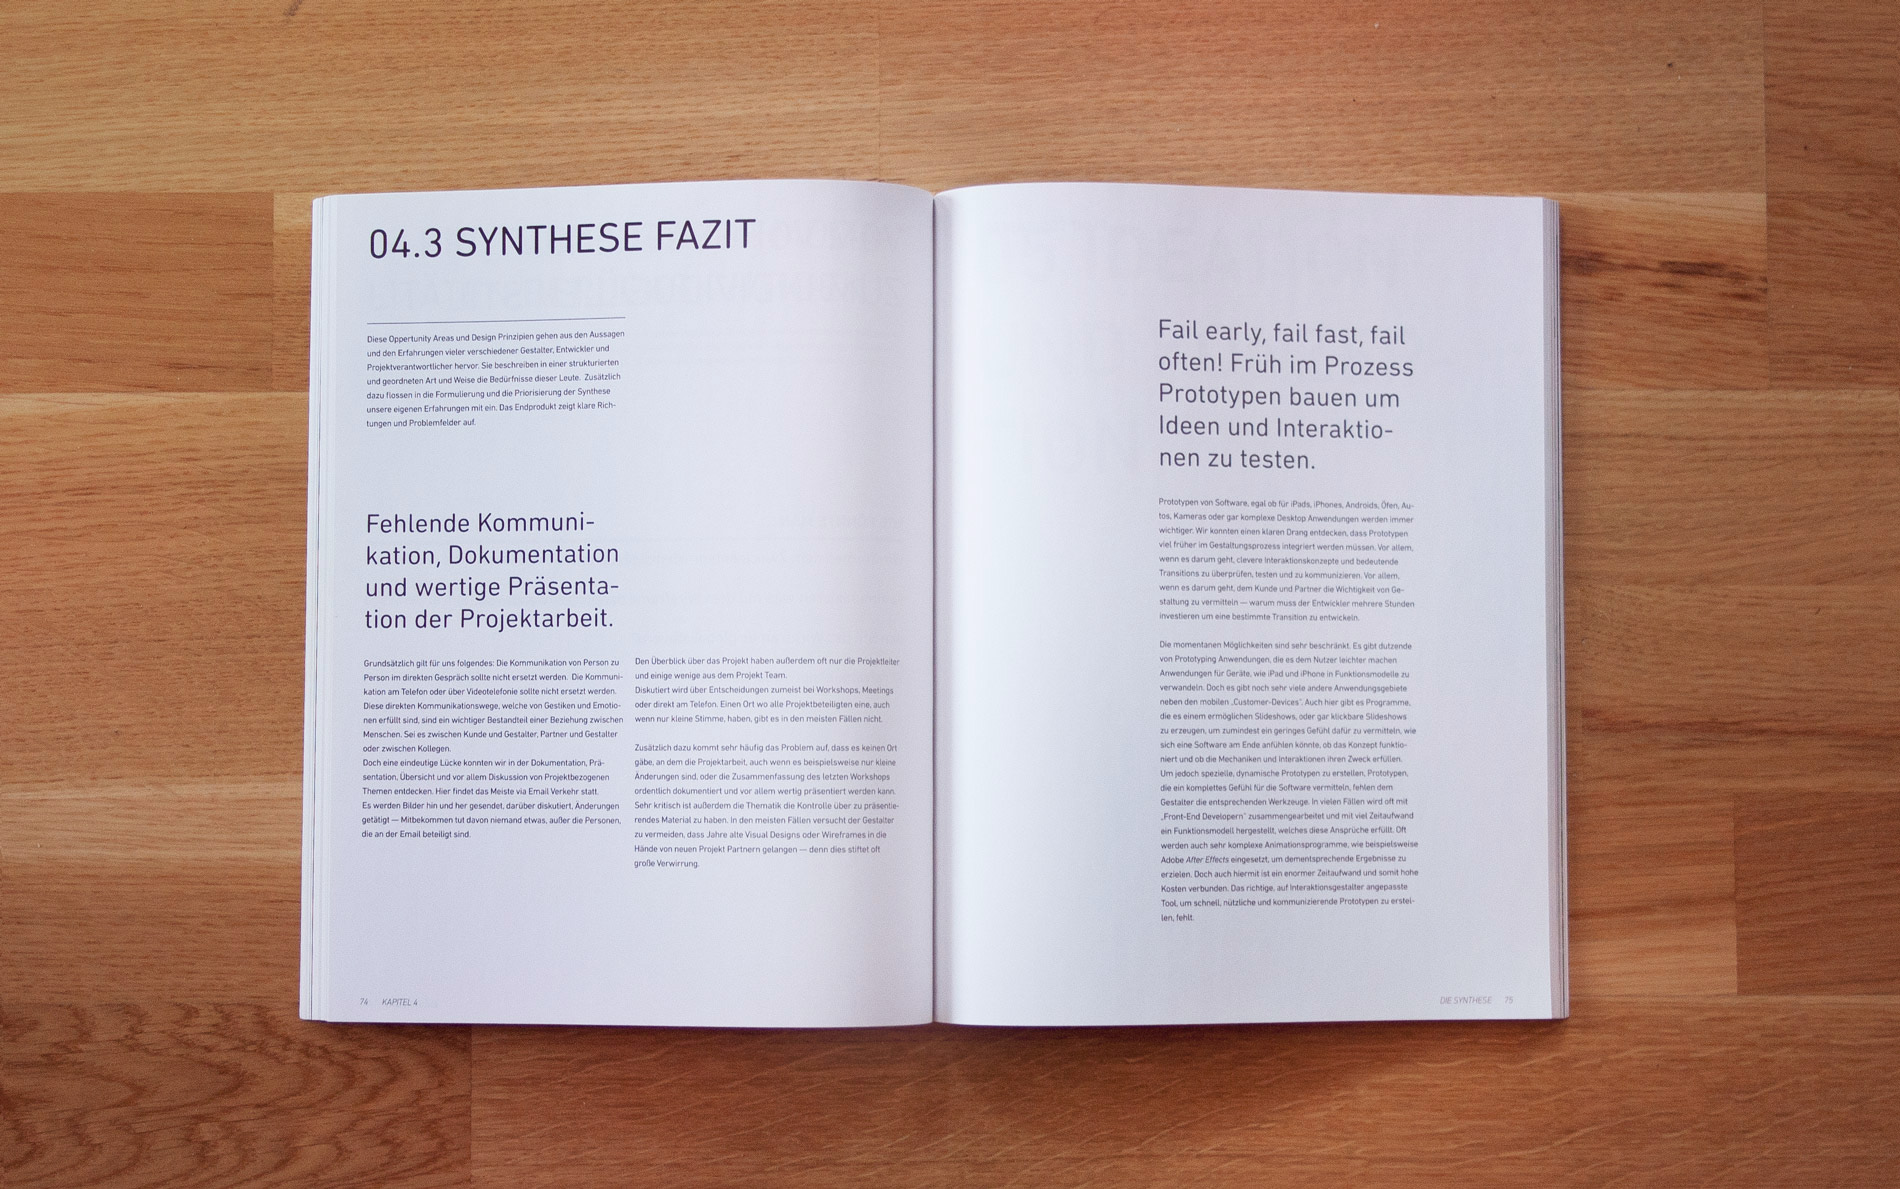 04.3 SYNTHESE FAZIT
Diese Oppertunity Areas und Design Prinzipien gehen aus den Aussagen
und den Erfahrungen vieler verschiedener Gestalter, Entwickler und
Projektverantwortlicher hervor. Sie beschreiben in einer strukturierten
und geordneten Art und Weise die Bedürfnisse dieser Leute. Zusätzlich
dazu flossen in die Formulierung und die Priorisierung der Synthese
unsere eigenen Erfahrungen mit ein. Das Endprodukt zeigt klare Rich-
tungen und Problemfelder auf.
Fehlende Kommuni-
kation, Dokumentation
und wertige Präsenta-
tion der Projektarbeit.
Grundsätzlich gilt für uns folgendes: Die Kommunikation von Person zu
Person im direkten Gespräch sollte nicht ersetzt werden. Die Kommuni-
kation am Telefon oder über Videotelefonie sollte nicht ersetzt werden.
Diese direkten Kommunikationswege, welche von Gestiken und Emotio-
nen erfüllt sind, sind ein wichtiger Bestandteil einer Beziehung zwischen
Menschen. Sei es zwischen Kunde und Gestalter, Partner und Gestalter
oder zwischen Kollegen.
Doch eine eindeutige Lücke konnten wir in der Dokumentation, Prä-
sentation, Übersicht und vor allem Diskussion von Projektbezogenen
Themen entdecken. Hier findet das Meiste via Email Verkehr statt.
Es werden Bilder hin und her gesendet, darüber diskutiert, Änderungen
getätigt — Mitbekommen tut davon niemand etwas, außer die Personen,
die an der Email beteiligt sind.
Den Überblick über das Projekt haben außerdem oft nur die Projektleiter
und einige wenige aus dem Projekt Team.
Diskutiert wird über Entscheidungen zumeist bei Workshops, Meetings
oder direkt am Telefon. Einen Ort wo alle Projektbeteiligten eine, auch
wenn nur kleine Stimme, haben, gibt es in den meisten Fällen nicht.
Zusätzlich dazu kommt sehr häufig das Problem auf, dass es keinen Ort
gäbe, an dem die Projektarbeit, auch wenn es beispielsweise nur kleine
Änderungen sind, oder die Zusammenfassung des letzten Workshops
ordentlich dokumentiert und vor allem wertig präsentiert werden kann.
Sehr kritisch ist außerdem die Thematik die Kontrolle über zu präsentie-
rendes Material zu haben. In den meisten Fällen versucht der Gestalter
zu vermeiden, dass Jahre alte Visual Designs oder Wireframes in die
Hände von neuen Projekt Partnern gelangen — denn dies stiftet oft
große Verwirrung.
74 KAPITEL 4
Fail early, fail fast, fail
often! Früh im Prozess
Prototypen bauen um
Ideen und Interaktio-
nen zu testen.
Prototypen von Software, egal ob für iPads, iPhones, Androids, Öfen, Au-
tos, Kameras oder gar komplexe Desktop Anwendungen werden immer
wichtiger. Wir konnten einen klaren Drang entdecken, dass Prototypen
viel früher im Gestaltungsprozess integriert werden müssen. Vor allem,
wenn es darum geht, clevere Interaktionskonzepte und bedeutende
Transitions zu überprüfen, testen und zu kommunizieren. Vor allem,
wenn es darum geht, dem Kunde und Partner die Wichtigkeit von Ge-
staltung zu vermitteln — warum muss der Entwickler mehrere Stunden
investieren um eine bestimmte Transition zu entwickeln.
Die momentanen Möglichkeiten sind sehr beschränkt. Es gibt dutzende
von Prototyping Anwendungen, die es dem Nutzer leichter machen
Anwendungen für Geräte, wie iPad und iPhone in Funktionsmodelle zu
verwandeln. Doch es gibt noch sehr viele andere Anwendungsgebiete
neben den mobilen „Customer-Devices“. Auch hier gibt es Programme,
die es einem ermöglichen Slideshows, oder gar klickbare Slideshows
zu erzeugen, um zumindest ein geringes Gefühl dafür zu vermitteln, wie
sich eine Software am Ende anfühlen könnte, ob das Konzept funktio-
niert und ob die Mechaniken und Interaktionen ihren Zweck erfüllen.
Um jedoch spezielle, dynamische Prototypen zu erstellen, Prototypen,
die ein komplettes Gefühl für die Software vermitteln, fehlen dem
Gestalter die entsprechenden Werkzeuge. In vielen Fällen wird oft mit
„Front-End Developern“ zusammengearbeitet und mit viel Zeitaufwand
ein Funktionsmodell hergestellt, welches diese Ansprüche erfüllt. Oft
werden auch sehr komplexe Animationsprogramme, wie beispielsweise
Adobe After Effects eingesetzt, um dementsprechende Ergebnisse zu
erzielen. Doch auch hiermit ist ein enormer Zeitaufwand und somit hohe
Kosten verbunden. Das richtige, auf Interaktionsgestalter angepasste
Tool, um schnell, nützliche und kommunizierende Prototypen zu erstel-
len, fehlt.
DIE SYNTHESE 75